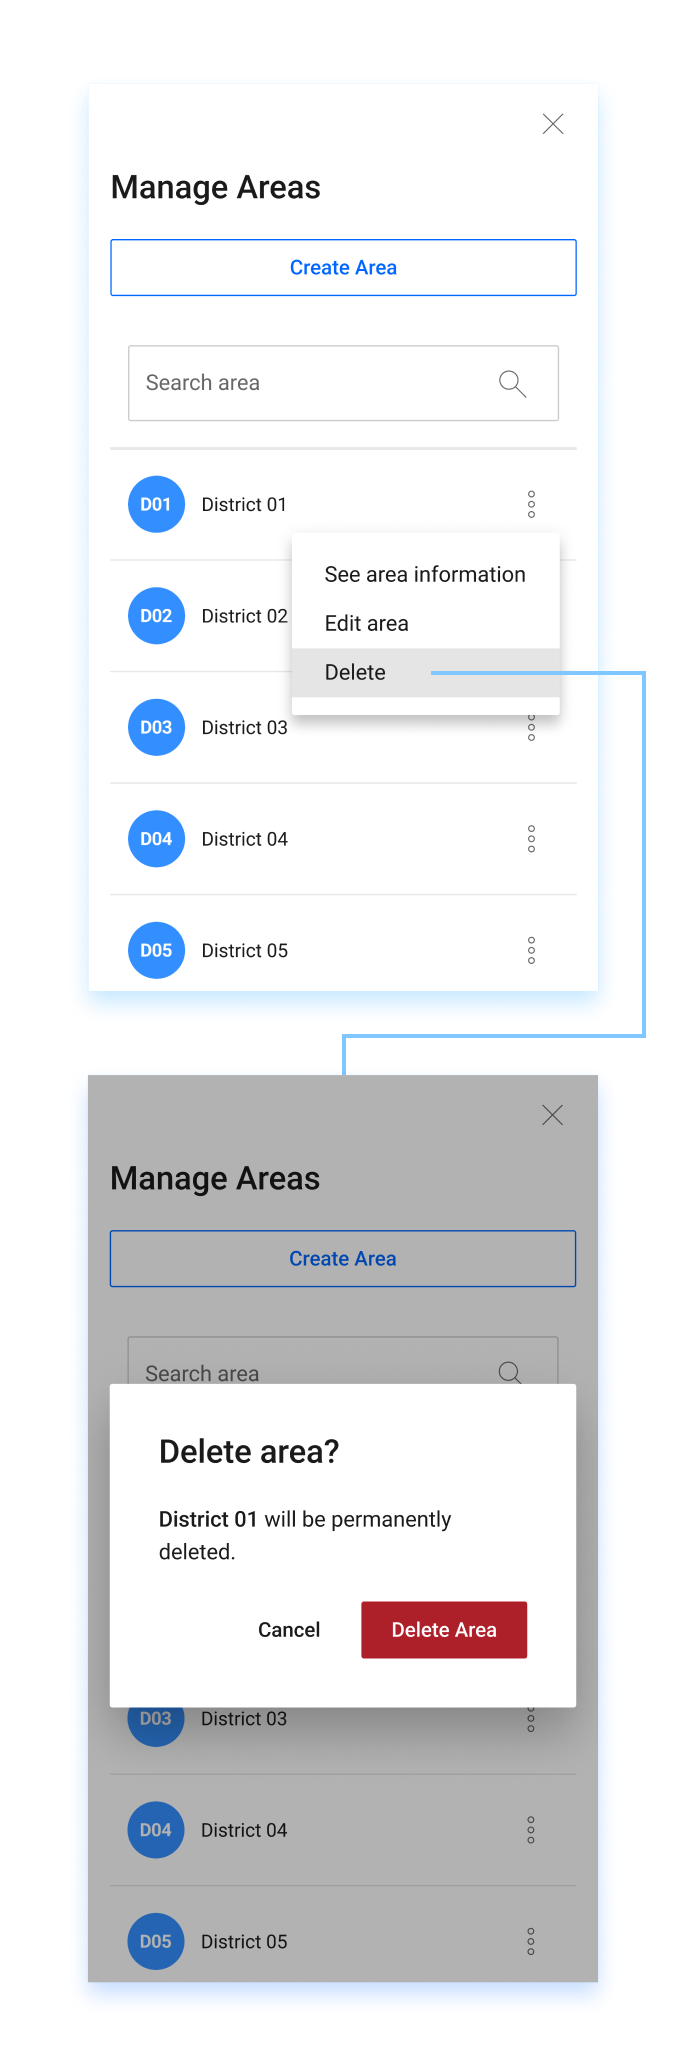 Manage Areas
Create Area
Search area
D01 District 01
See area information
D02 District 02
Edit area
Delete
D03 District 03
D04 District 04
D05 District 05
Manage Areas
Create Area
Search area
Delete area?
District 01 will be permanently
deleted.
Cancel Delete Area
D03 District 03
D04 District 04
D05 District 05